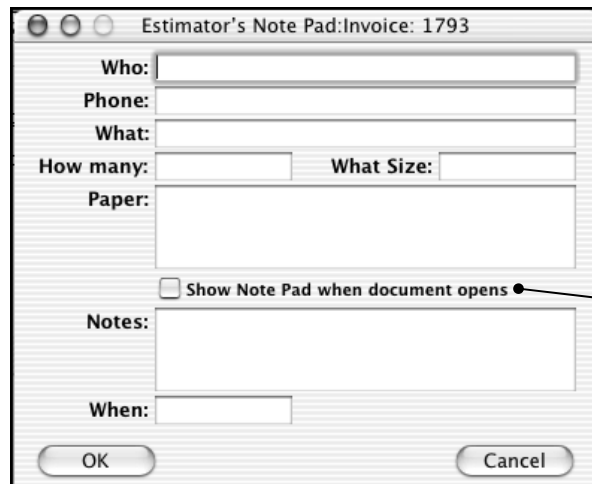 Estimator's Note Pad:Invoice: 1793
Who:
Phone:
What:
How many: What Size:
Paper:
Show Note Pad when document opens
Notes:
When:
OK Cancel